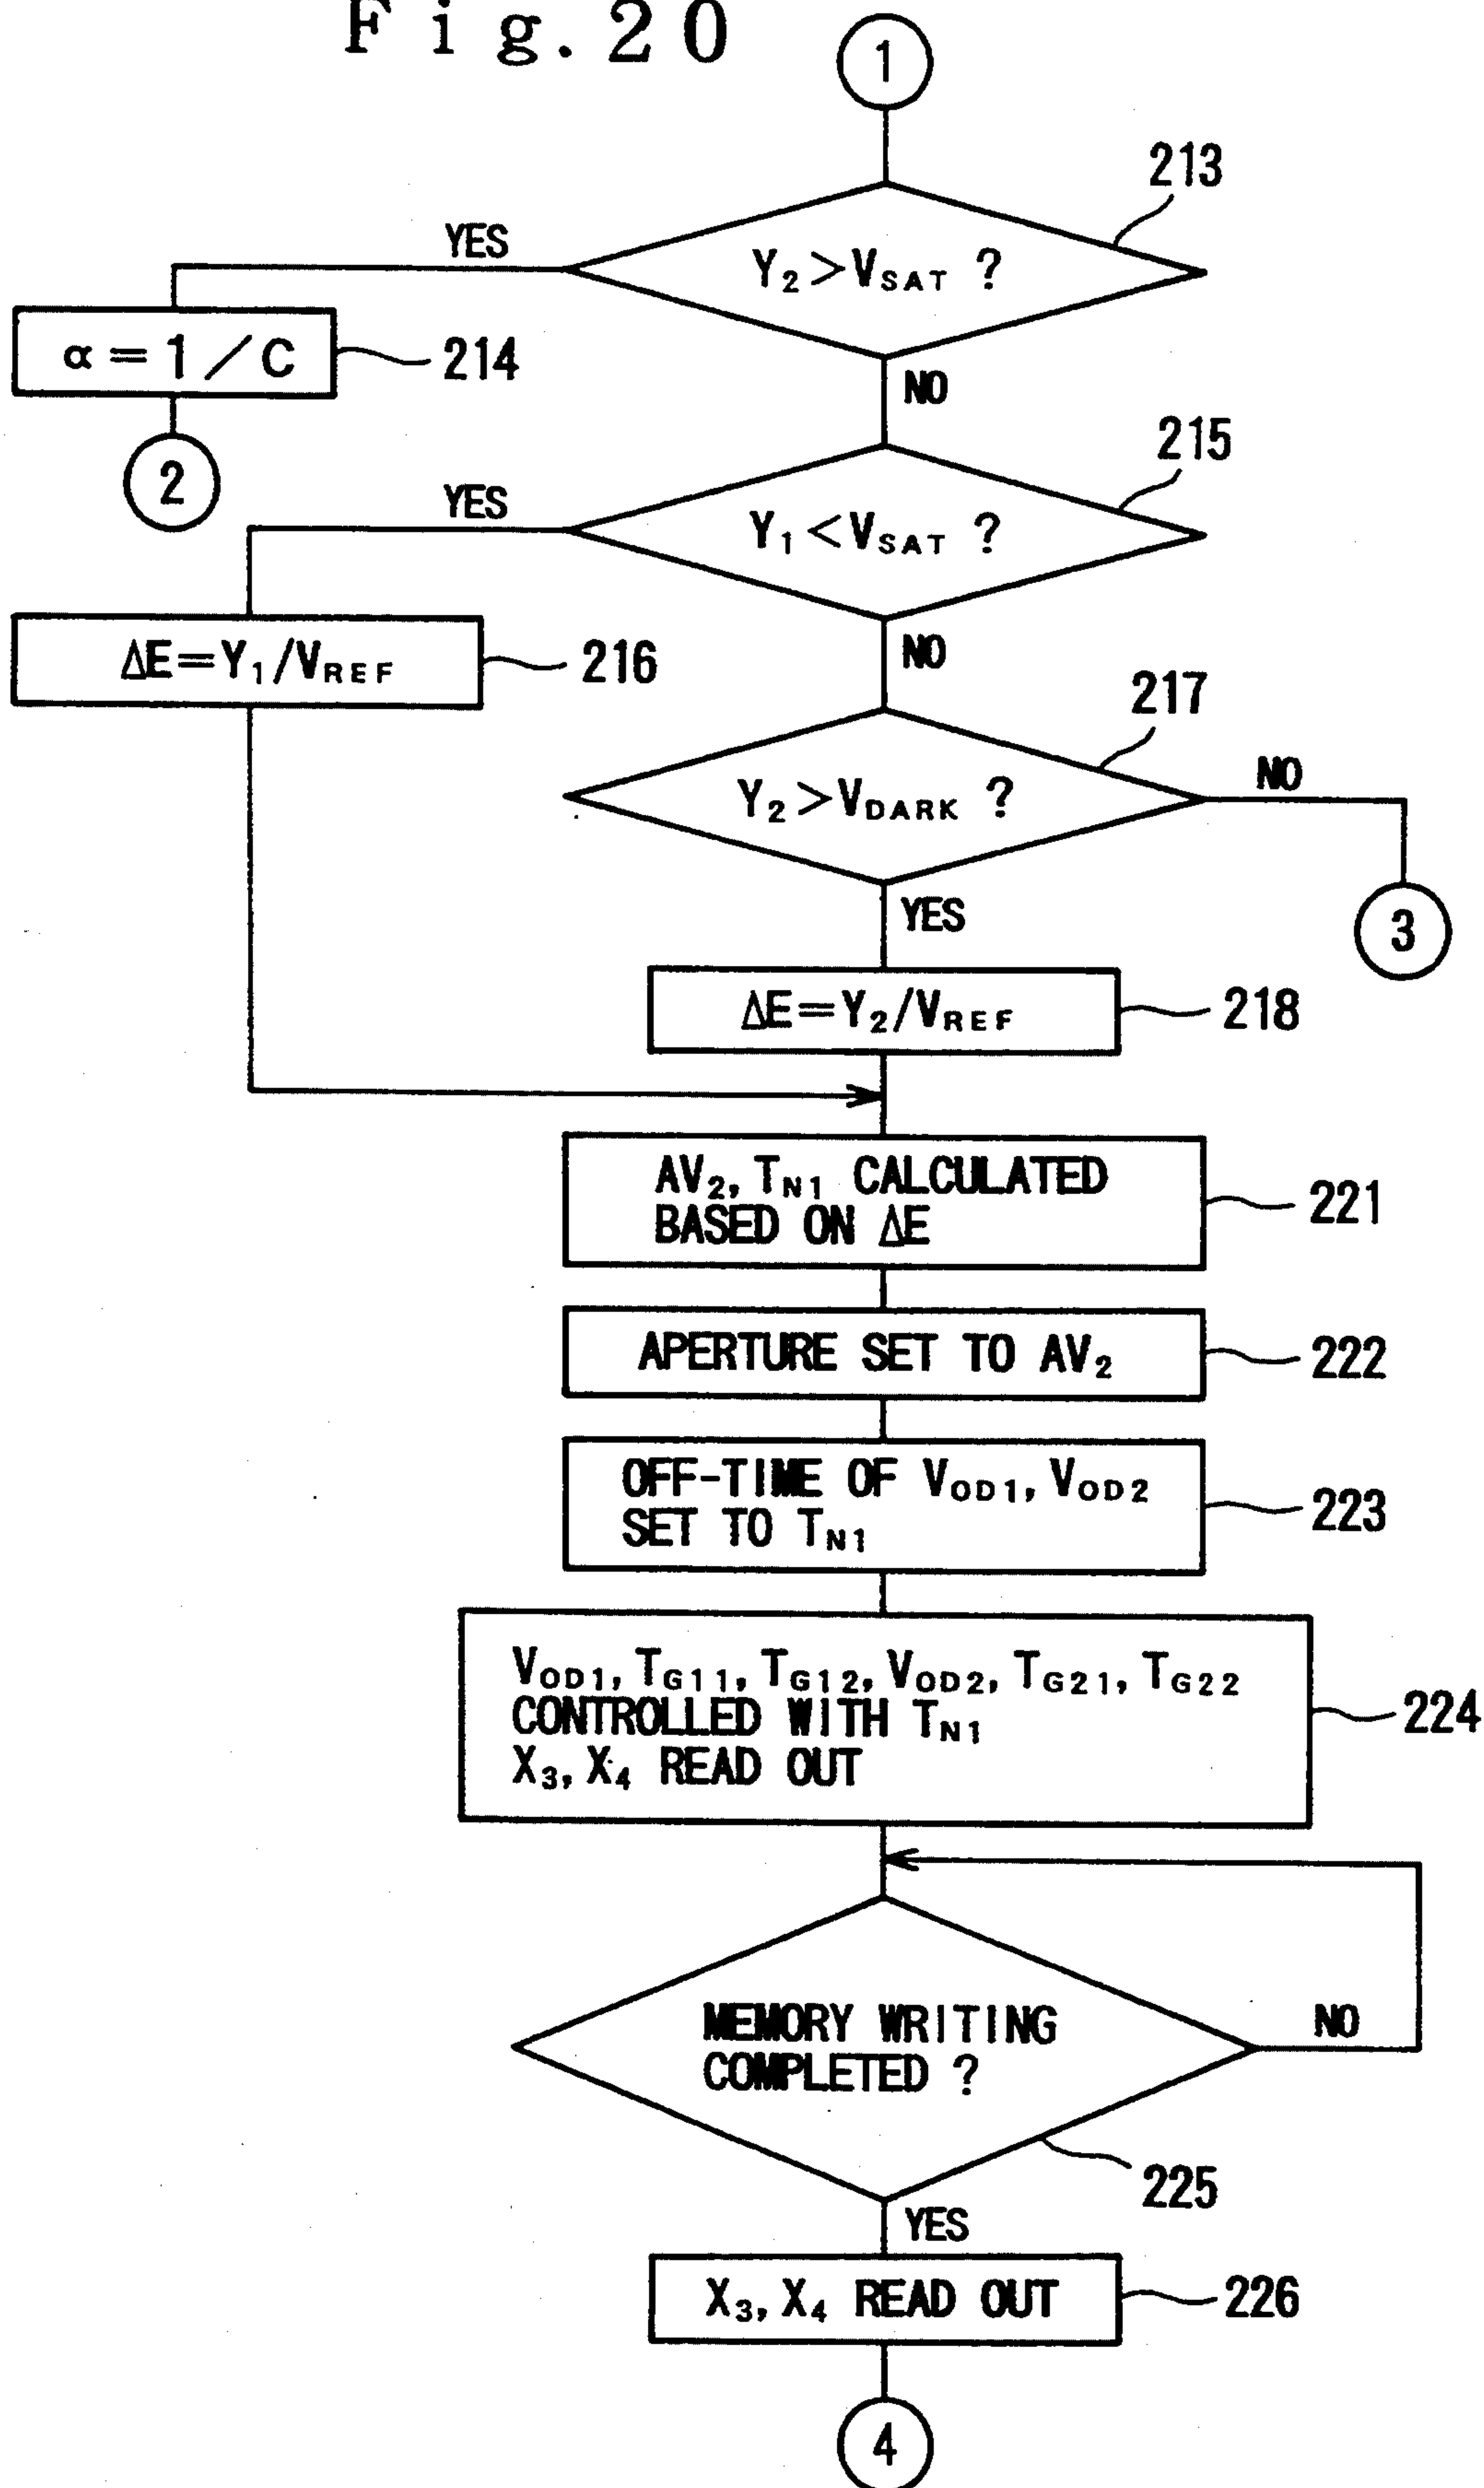 Fig.20
1
213
YES
Y₂>V_SAT ?
α=1/C
214
NO
2
215
YES
Y₁<V_SAT ?
ΔE=Y₁/V_REF
216
NO
217
Y₂>V_DARK ?
NO
3
YES
ΔE=Y₂/V_REF
218
AV₂, T_N1 CALCULATED
BASED ON ΔE
221
APERTURE SET TO AV₂
222
OFF-TIME OF V_OD1, V_OD2
SET TO T_N1
223
V_OD1, T_G11, T_G12, V_OD2, T_G21, T_G22
CONTROLLED WITH T_N1
X₃, X₄ READ OUT
224
MEMORY WRITING
COMPLETED ?
NO
225
YES
X₃, X₄ READ OUT
226
4